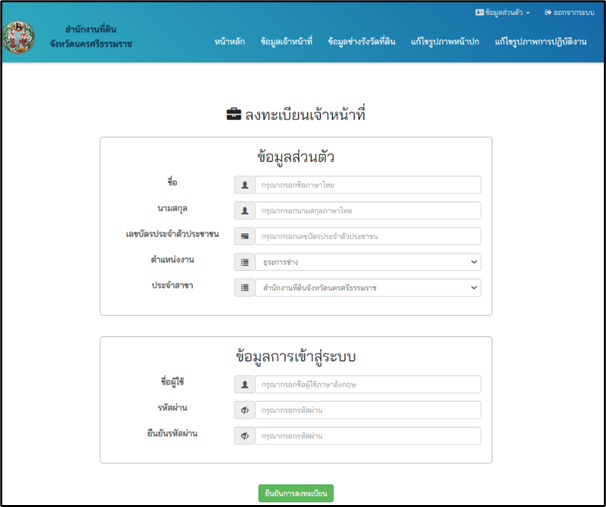 ข้อมูลส่วนตัว ออกจากระบบ
สำนักงานที่ดิน
จังหวัดนครศรีธรรมราช
หน้าหลัก ข้อมูลเจ้าหน้าที่ ข้อมูลช่างรังวัดที่ดิน แก้ไขรูปภาพหน้าปก แก้ไขรูปภาพการปฏิบัติงาน
ลงทะเบียนเจ้าหน้าที่
ข้อมูลส่วนตัว
ชื่อ กรุณากรอกชื่อภาษาไทย
นามสกุล กรุณากรอกนามสกุลภาษาไทย
เลขบัตรประจำตัวประชาชน กรุณากรอกเลขบัตรประจำตัวประชาชน
ตำแหน่งงาน ธุระการช่าง
ประจำสาขา สำนักงานที่ดินจังหวัดนครศรีธรรมราช
ข้อมูลการเข้าสู่ระบบ
ชื่อผู้ใช้ กรุณากรอกชื่อผู้ใช้ภาษาอังกฤษ
รหัสผ่าน กรุณากรอกรหัสผ่าน
ยืนยันรหัสผ่าน กรุณากรอกรหัสผ่าน
ยืนยันการลงทะเบียน